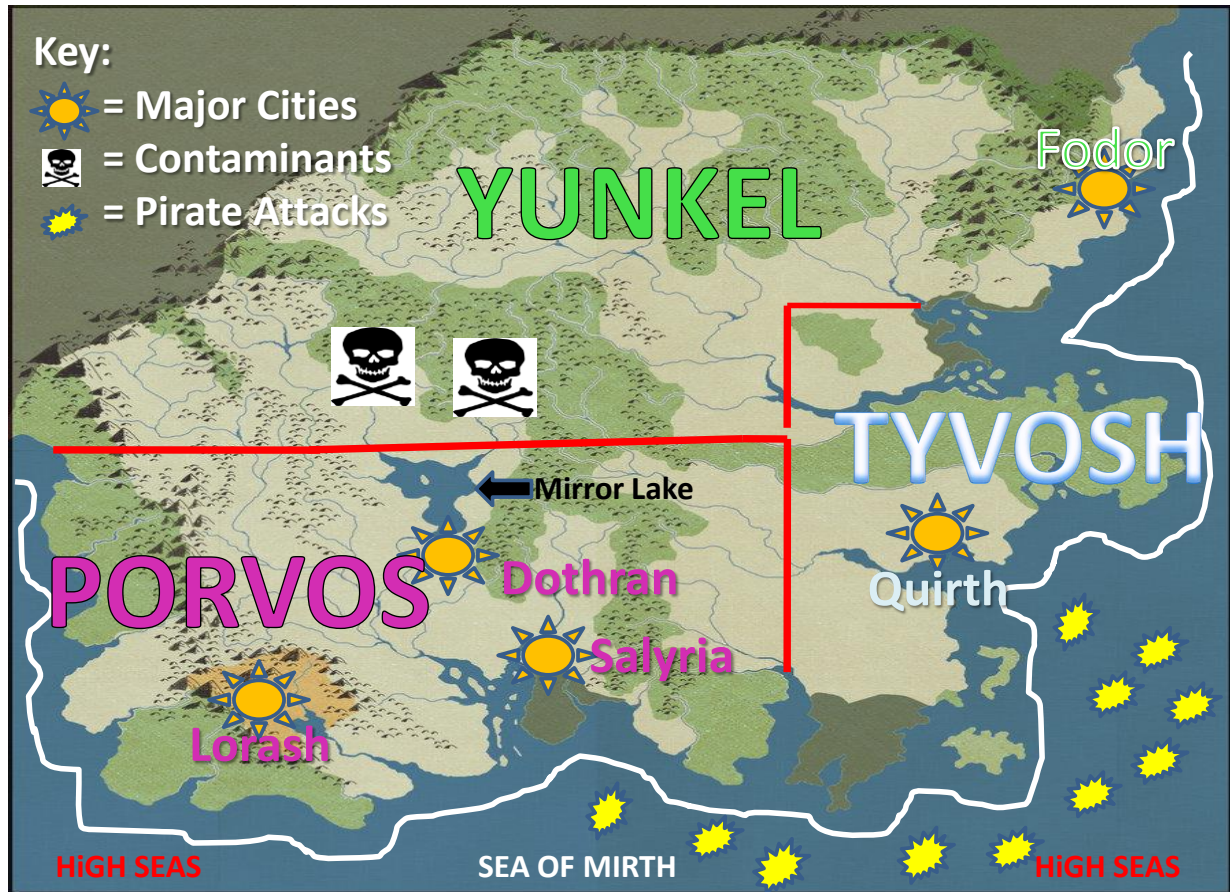 Key:
= Major Cities
= Contaminants
= Pirate Attacks
Fodor
YUNKEL
TYVOSH
Mirror Lake
PORVOS
Dothran
Quirth
Salyria
Lorash
HiGH SEAS
SEA OF MIRTH
HiGH SEAS